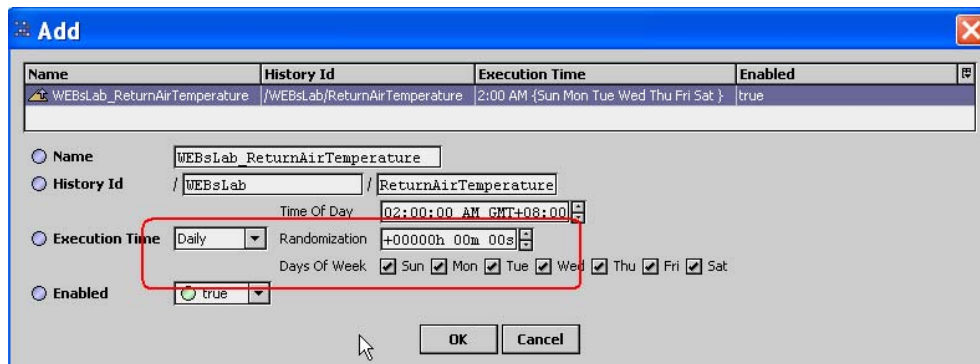 Add
Name History Id Execution Time Enabled
WEBsLab_ReturnAirTemperature /WEBsLab/ReturnAirTemperature 2:00 AM {Sun Mon Tue Wed Thu Fri Sat } true
Name WEBsLab_ReturnAirTemperature
History Id / WEBsLab / ReturnAirTemperature
Time Of Day 02:00:00 AM GMT+08:00
Execution Time Daily Randomization +00000h 00m 00s
Days Of Week Sun Mon Tue Wed Thu Fri Sat
Enabled true
OK Cancel